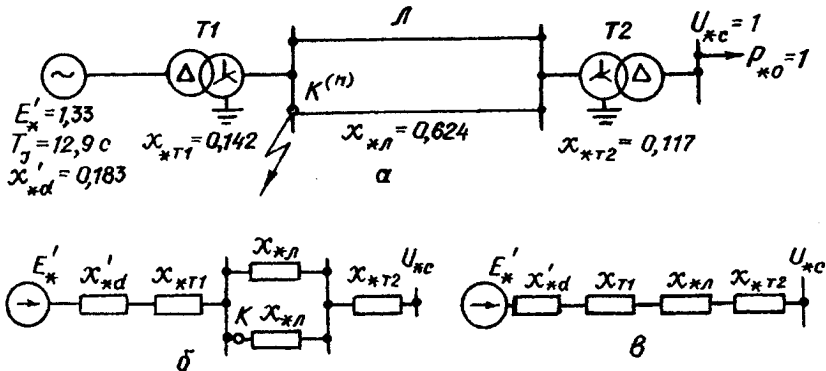 T1
Л
T2
U*с = 1
P*0 = 1
K⁽ⁿ⁾
E'* = 1,33
Tj = 12,9 с
x'*d = 0,183
x*т1 = 0,142
x*л = 0,624
x*т2 = 0,117
а
E'*
x'*d
x*т1
x*л
K
x*л
x*т2
U*с
б
E'*
x'*d
xт1
x*л
x*т2
U*с
в